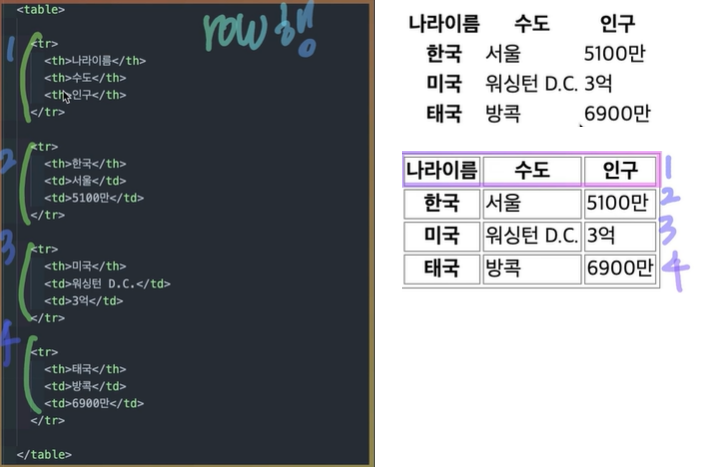 <table>
row 행
1
<tr>
<th>나라이름</th>
<th>수도</th>
<th>인구</th>
</tr>
2
<tr>
<th>한국</th>
<td>서울</td>
<td>5100만</td>
</tr>
3
<tr>
<th>미국</th>
<td>워싱턴 D.C.</td>
<td>3억</td>
</tr>
4
<tr>
<th>태국</th>
<td>방콕</td>
<td>6900만</td>
</tr>
</table>
나라이름 수도 인구
한국 서울 5100만
미국 워싱턴 D.C. 3억
태국 방콕 6900만
나라이름 수도 인구 1
한국 서울 5100만 2
미국 워싱턴 D.C. 3억 3
태국 방콕 6900만 4